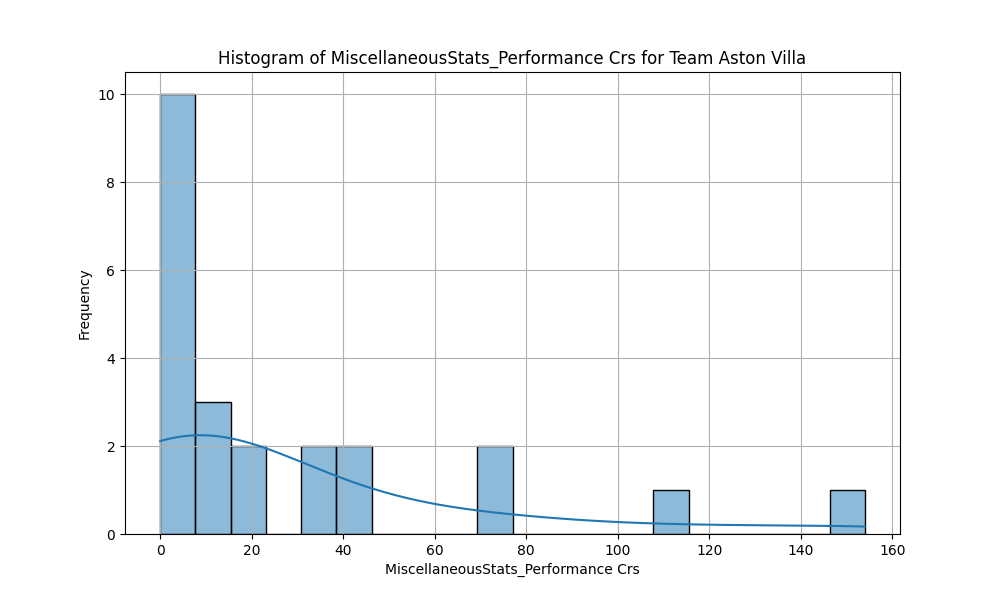 Histogram of MiscellaneousStats_Performance Crs for Team Aston Villa
10
8
6
4
2
0
Frequency
0 20 40 60 80 100 120 140 160
MiscellaneousStats_Performance Crs